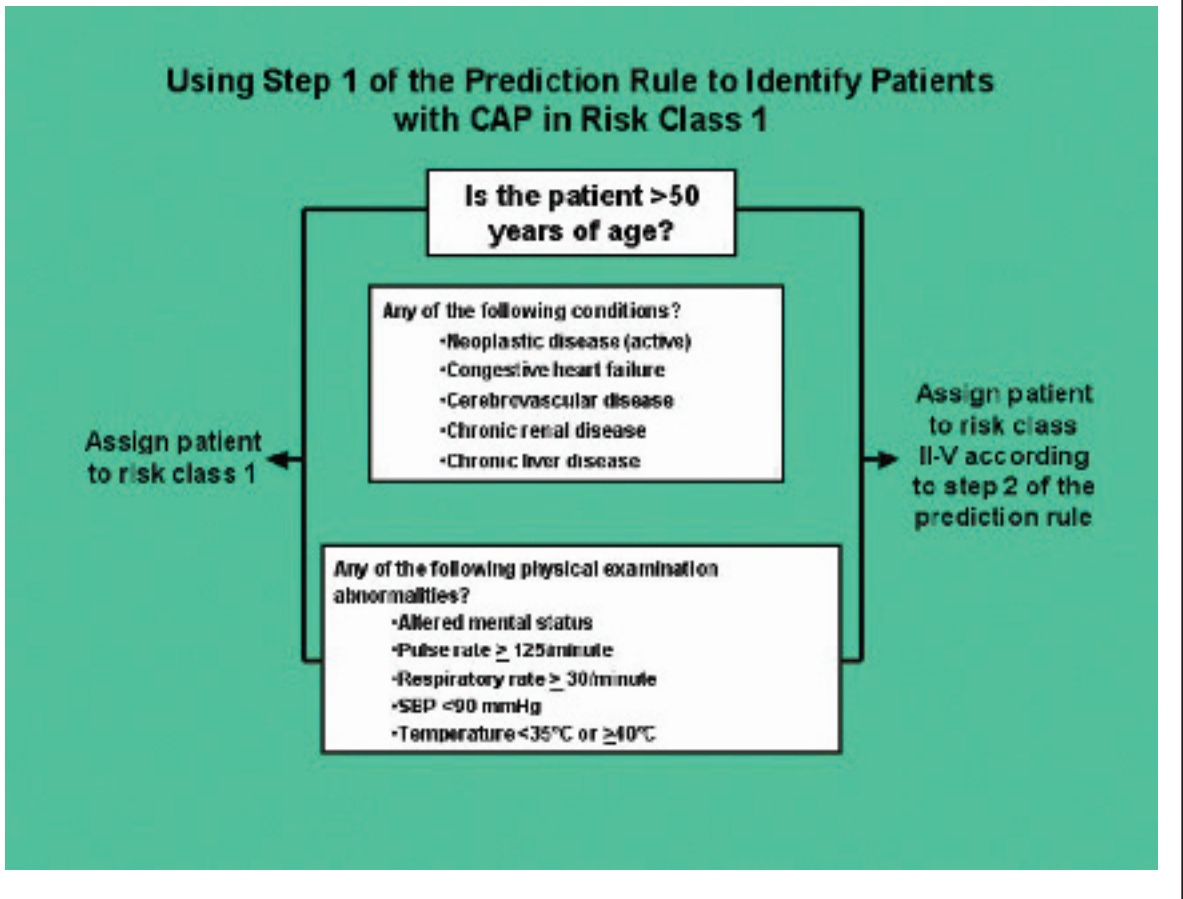 Using Step 1 of the Prediction Rule to Identify Patients
with CAP in Risk Class 1
Is the patient >50
years of age?
Any of the following conditions?
•Neoplastic disease (active)
•Congestive heart failure
•Cerebrovascular disease
•Chronic renal disease
•Chronic liver disease
Assign patient
to risk class 1
Assign patient
to risk class
II-V according
to step 2 of the
prediction rule
Any of the following physical examination
abnormalities?
•Altered mental status
•Pulse rate ≥ 125/minute
•Respiratory rate ≥ 30/minute
•SBP <90 mmHg
•Temperature <35°C or ≥40°C